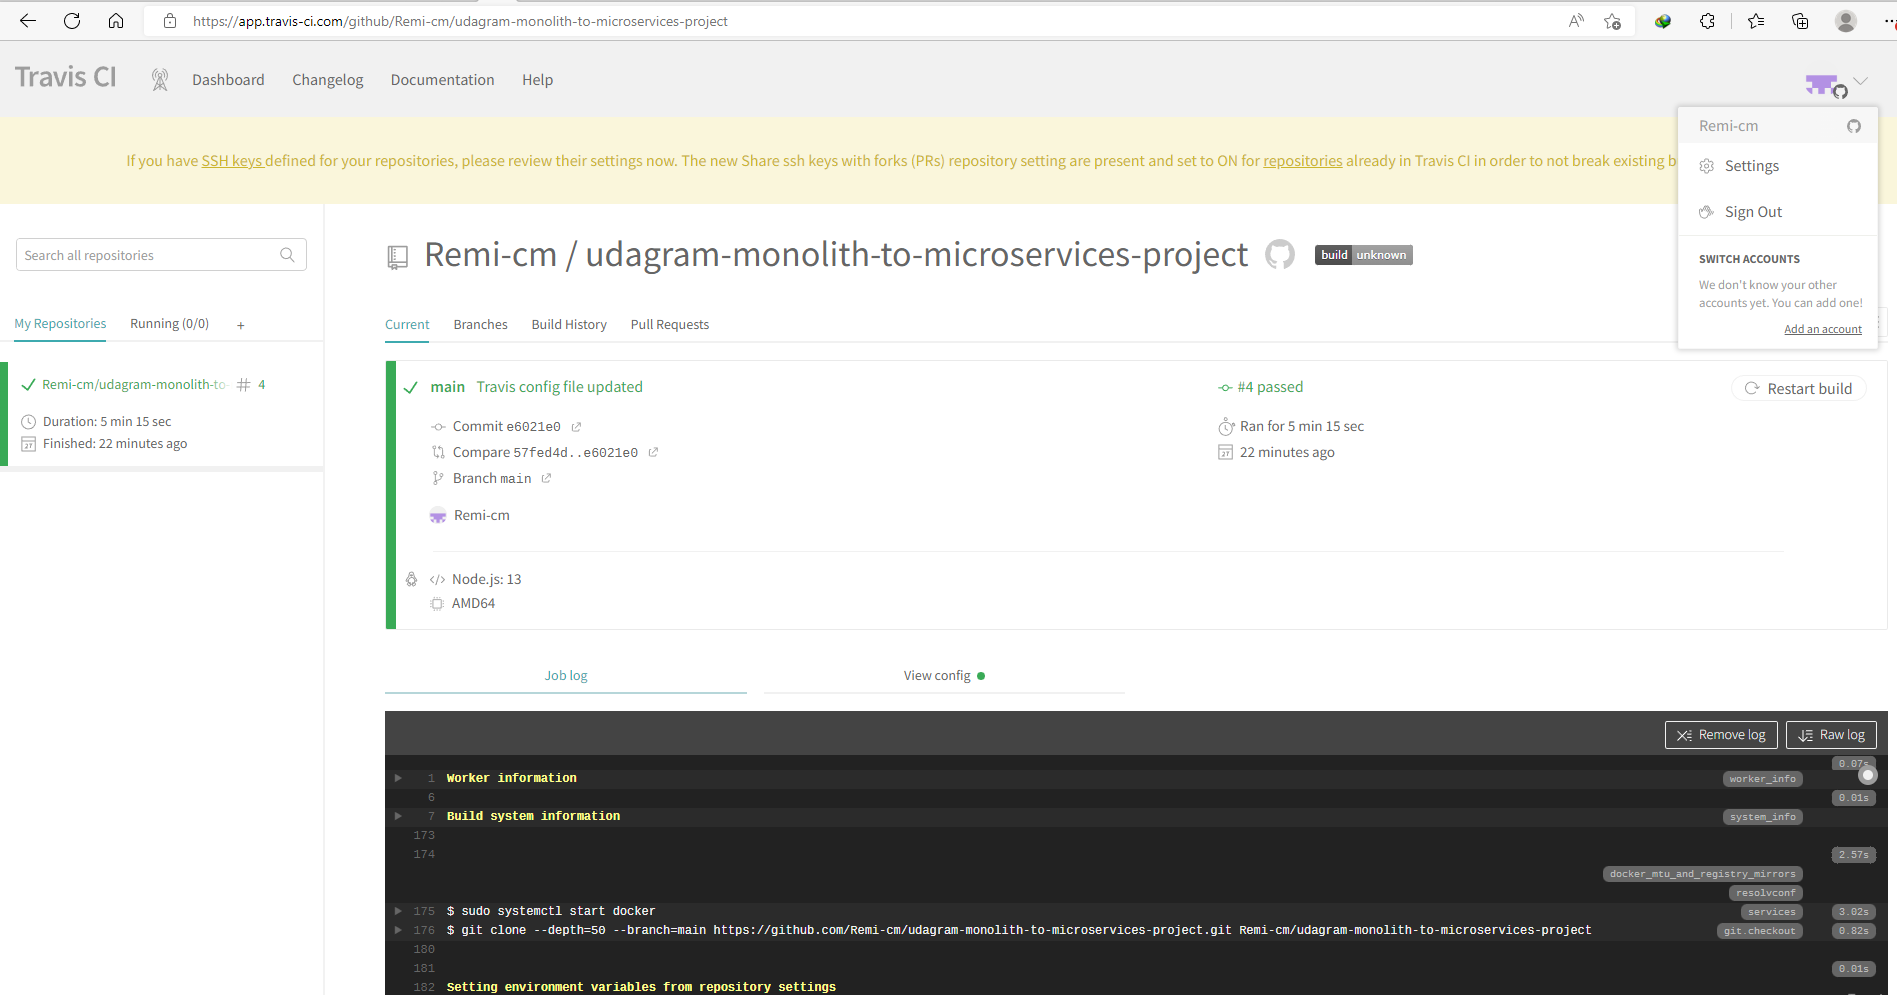 https://app.travis-ci.com/github/Remi-cm/udagram-monolith-to-microservices-project
Travis CI
Dashboard
Changelog
Documentation
Help
If you have SSH keys defined for your repositories, please review their settings now. The new Share ssh keys with forks (PRs) repository setting are present and set to ON for repositories already in Travis CI in order to not break existing b
Remi-cm
Settings
Sign Out
SWITCH ACCOUNTS
We don't know your other
accounts yet. You can add one!
Add an account
Search all repositories
My Repositories
Running (0/0)
+
Remi-cm/udagram-monolith-to-
# 4
Duration: 5 min 15 sec
27
Finished: 22 minutes ago
Remi-cm / udagram-monolith-to-microservices-project
build unknown
Current
Branches
Build History
Pull Requests
main Travis config file updated
#4 passed
Restart build
Commit e6021e0
Ran for 5 min 15 sec
Compare 57fed4d..e6021e0
27
22 minutes ago
Branch main
Remi-cm
</> Node.js: 13
AMD64
Job log
View config
Remove log
Raw log
0.07s
1 Worker information worker_info
6 0.01s
7 Build system information system_info
173
174 2.57s
docker_mtu_and_registry_mirrors
resolvconf
175 $ sudo systemctl start docker services 3.02s
176 $ git clone --depth=50 --branch=main https://github.com/Remi-cm/udagram-monolith-to-microservices-project.git Remi-cm/udagram-monolith-to-microservices-project git.checkout 0.82s
180
181 0.01s
182 Setting environment variables from repository settings